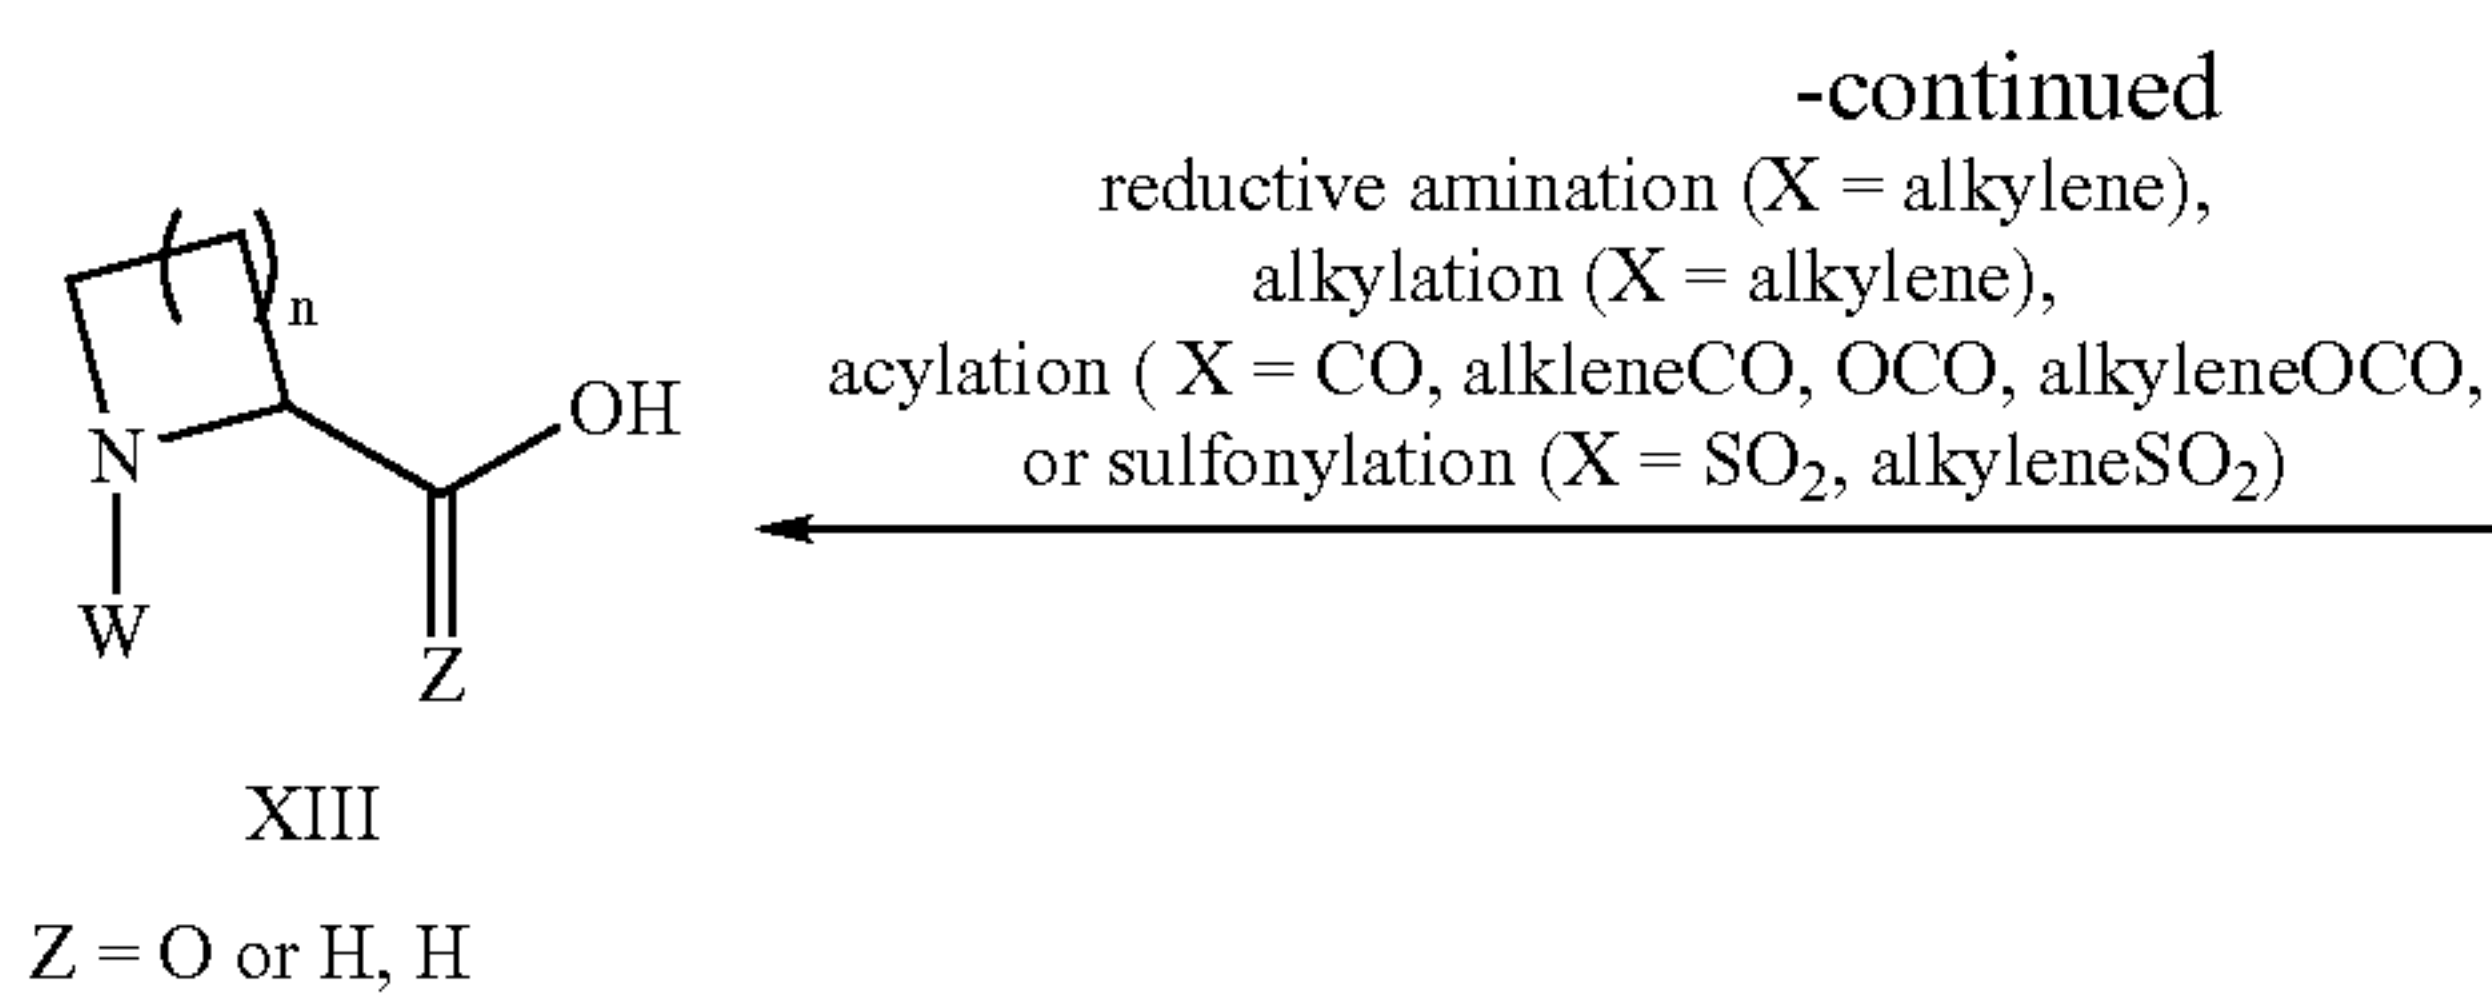 -continued
reductive amination (X = alkylene),
alkylation (X = alkylene),
acylation ( X = CO, alkleneCO, OCO, alkyleneOCO,
or sulfonylation (X = SO₂, alkyleneSO₂)
n
OH
N
W
Z
XIII
Z = O or H, H